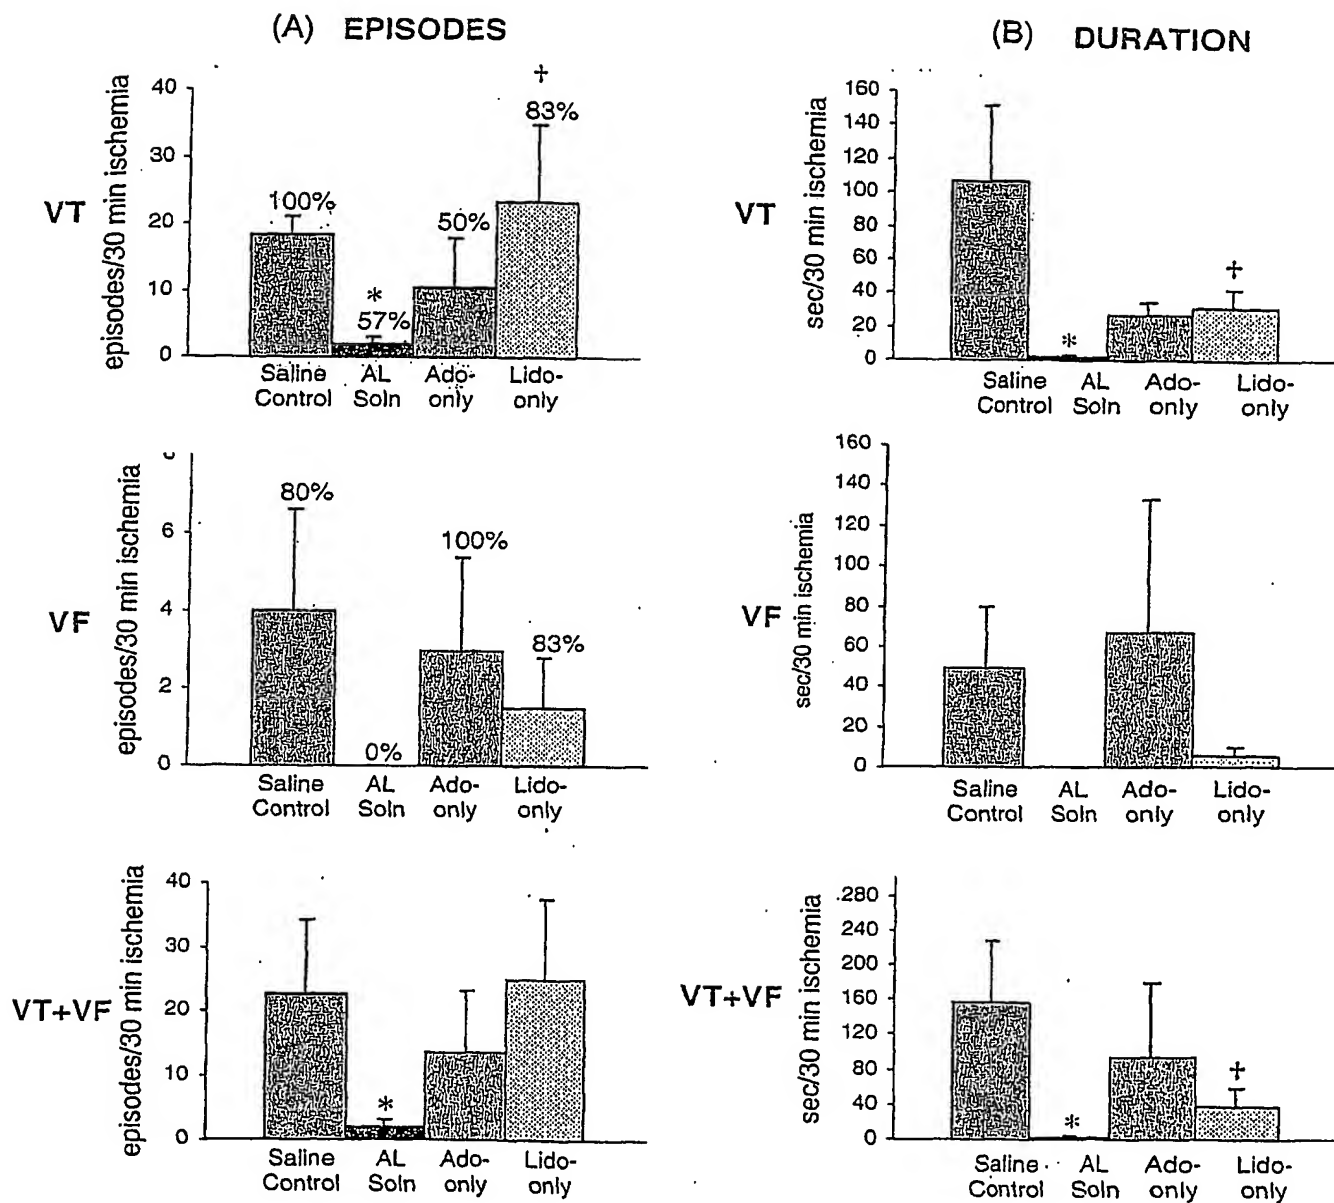 (A) EPISODES
(B) DURATION
VT
episodes/30 min ischemia
40
30
20
10
0
100%
*
57%
50%
†
83%
Saline Control
AL Soln
Ado-only
Lido-only
VT
sec/30 min ischemia
160
140
120
100
80
60
40
20
0
*
†
Saline Control
AL Soln
Ado-only
Lido-only
VF
episodes/30 min ischemia
6
4
2
0
80%
0%
100%
83%
Saline Control
AL Soln
Ado-only
Lido-only
VF
sec/30 min ischemia
160
140
120
100
80
60
40
20
0
Saline Control
AL Soln
Ado-only
Lido-only
VT+VF
episodes/30 min ischemia
40
30
20
10
0
*
Saline Control
AL Soln
Ado-only
Lido-only
VT+VF
sec/30 min ischemia
280
240
200
160
120
80
40
0
*
†
Saline Control
AL Soln
Ado-only
Lido-only